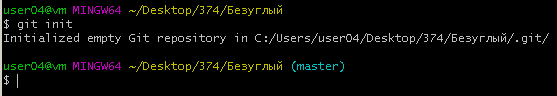 user04@vm MINGW64 ~/Desktop/374/Безуглый
$ git init
Initialized empty Git repository in C:/Users/user04/Desktop/374/Безуглый/.git/
user04@vm MINGW64 ~/Desktop/374/Безуглый (master)
$